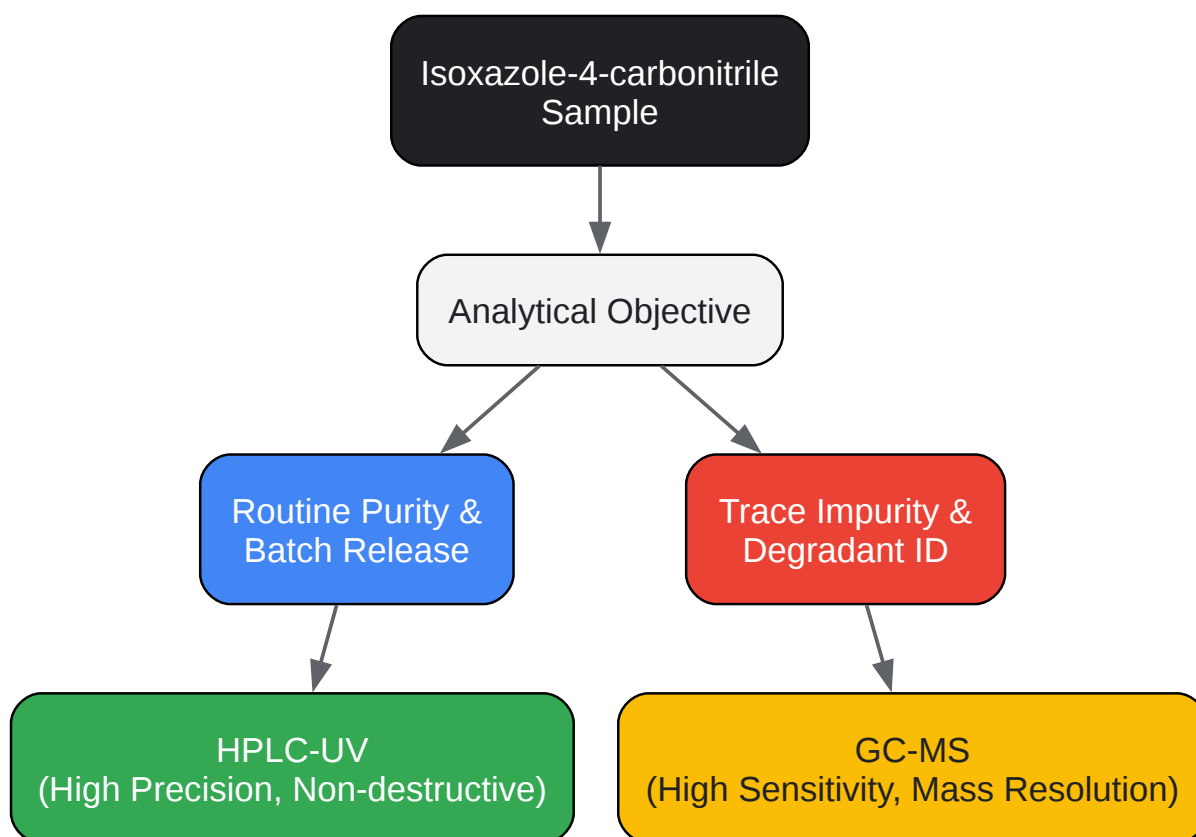 Isoxazole-4-carbonitrile
Sample
Analytical Objective
Routine Purity &
Batch Release
Trace Impurity &
Degradant ID
HPLC-UV
(High Precision, Non-destructive)
GC-MS
(High Sensitivity, Mass Resolution)